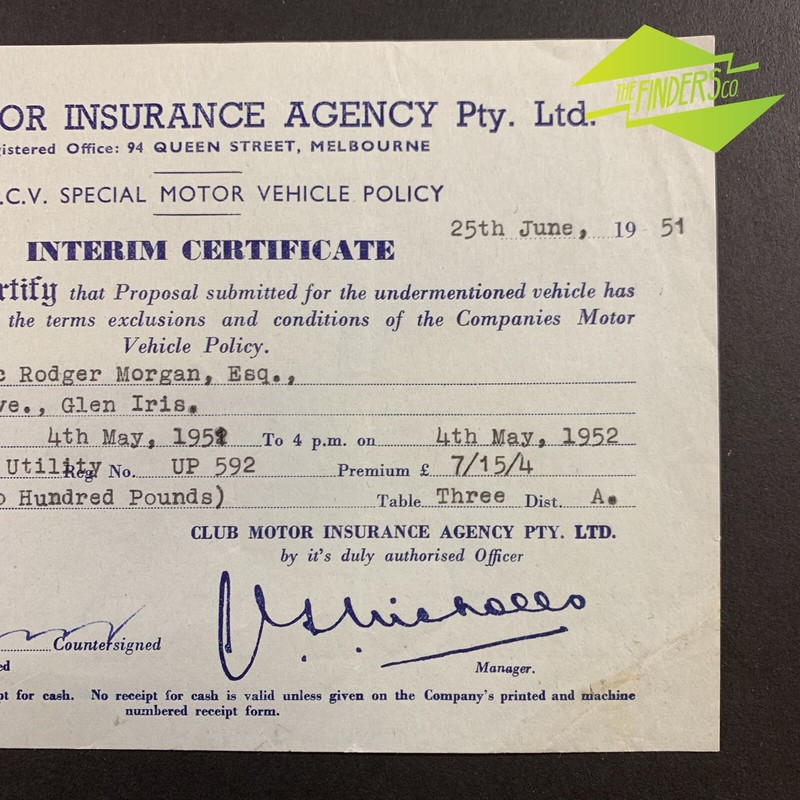 THE FINDERS CO.
OR INSURANCE AGENCY Pty. Ltd.
gistered Office: 94 QUEEN STREET, MELBOURNE
.C.V. SPECIAL MOTOR VEHICLE POLICY
25th June, 19 51
INTERIM CERTIFICATE
rtify that Proposal submitted for the undermentioned vehicle has
the terms exclusions and conditions of the Companies Motor
Vehicle Policy.
c Rodger Morgan, Esq.,
ve., Glen Iris.
4th May, 1951 To 4 p.m. on 4th May, 1952
Utility Reg. No. UP 592 Premium £ 7/15/4
o Hundred Pounds) Table Three Dist. A.
CLUB MOTOR INSURANCE AGENCY PTY. LTD.
by it's duly authorised Officer
Countersigned
ed
Manager.
pt for cash. No receipt for cash is valid unless given on the Company's printed and machine
numbered receipt form.